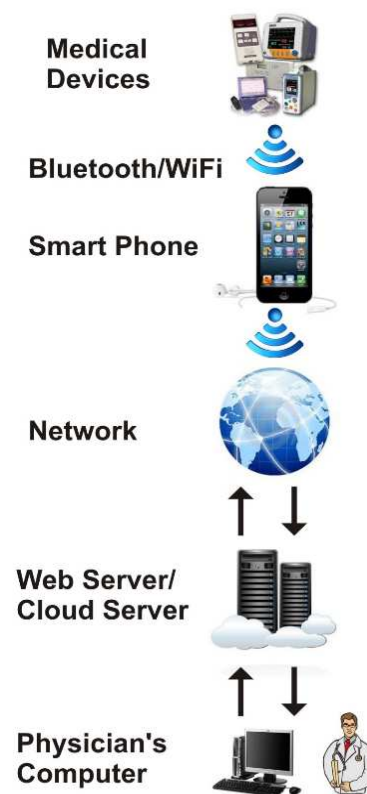 Medical
Devices
Bluetooth/WiFi
Smart Phone
Network
Web Server/
Cloud Server
Physician's
Computer